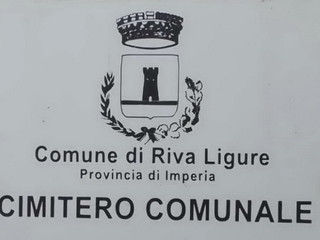 Comune di Riva Ligure
Provincia di Imperia
CIMITERO COMUNALE